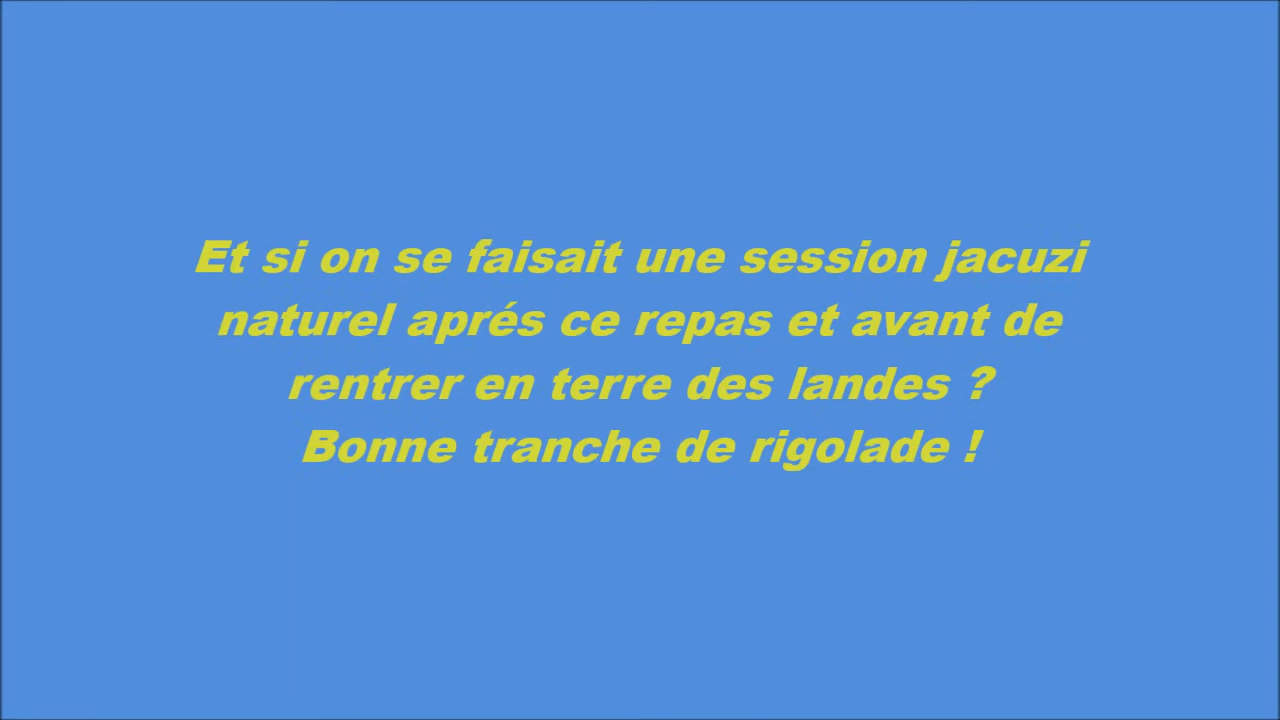 Et si on se faisait une session jacuzi
naturel aprés ce repas et avant de
rentrer en terre des landes ?
Bonne tranche de rigolade !